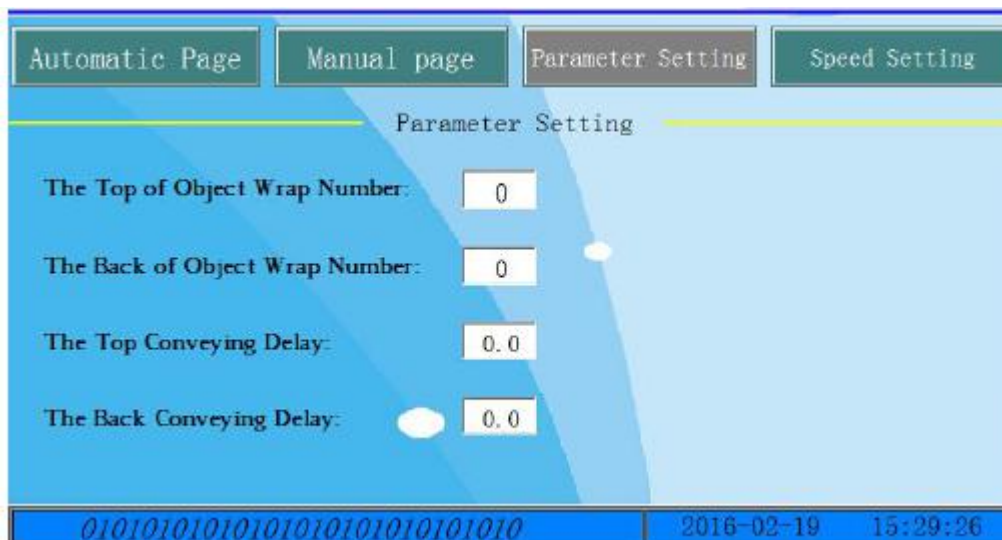 Automatic Page Manual page Parameter Setting Speed Setting
Parameter Setting
The Top of Object Wrap Number: 0
The Back of Object Wrap Number: 0
The Top Conveying Delay: 0.0
The Back Conveying Delay: 0.0
01010101010101010101010101010 2016-02-19 15:29:26